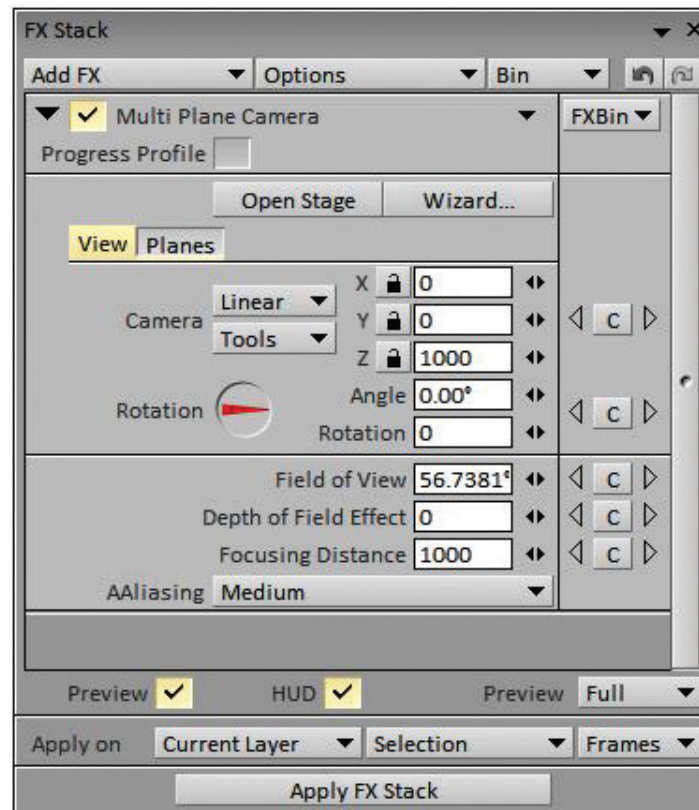 FX Stack
Add FX Options Bin
Multi Plane Camera FXBin
Progress Profile
Open Stage Wizard...
View Planes
Camera Linear X 0
Tools Y 0 C
Z 1000
Rotation Angle 0.00° C
Rotation 0
Field of View 56.7381° C
Depth of Field Effect 0 C
Focusing Distance 1000 C
AAliasing Medium
Preview HUD Preview Full
Apply on Current Layer Selection Frames
Apply FX Stack